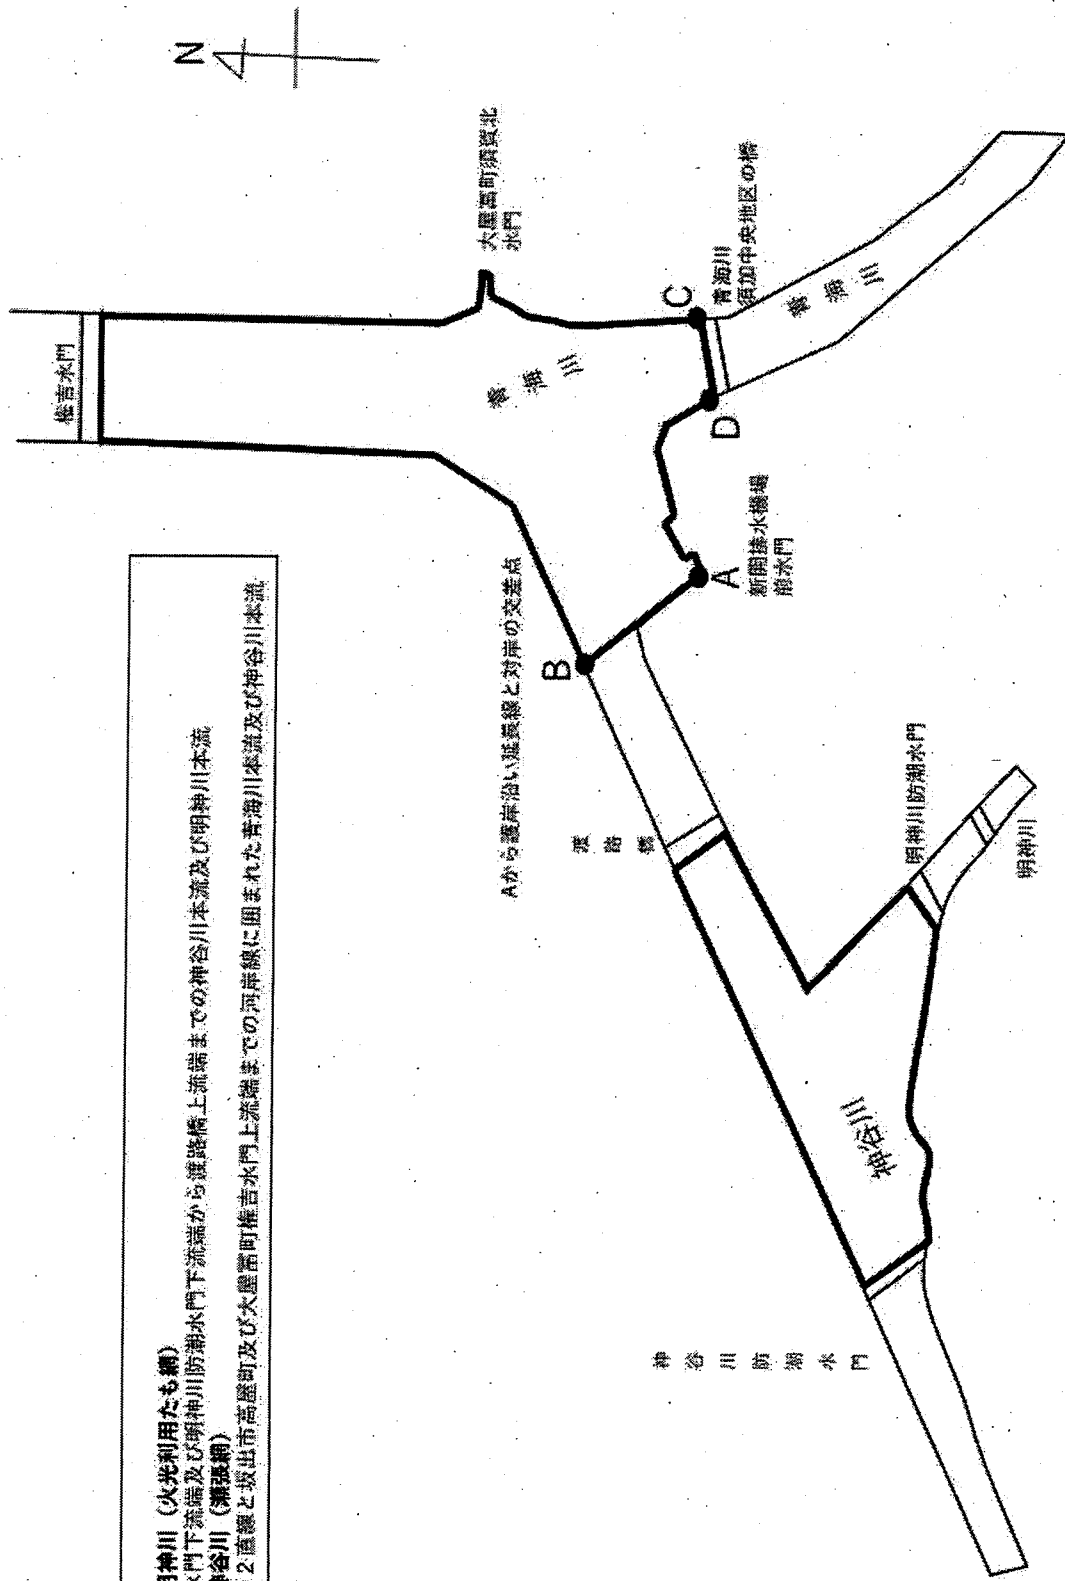 明神川（火光利用たも網）
水門下流端及び明神川防潮水門下流端から渡路橋上流端までの神谷川本流及び明神川本流
神谷川（瀬張網）
2直線と坂出市高屋町及び大屋冨町権吉水門上流端までの河岸線に囲まれた青海川本流及び神谷川本流
N
権吉水門
大屋冨町須賀北
水門
青海川
C
青海川
須加中央地区の橋
青海川
D
新開排水機場
前水門
A
B
Aから護岸沿い延長線と対岸の交差点
渡路橋
明神川防潮水門
明神川
神谷川
神谷川防潮水門